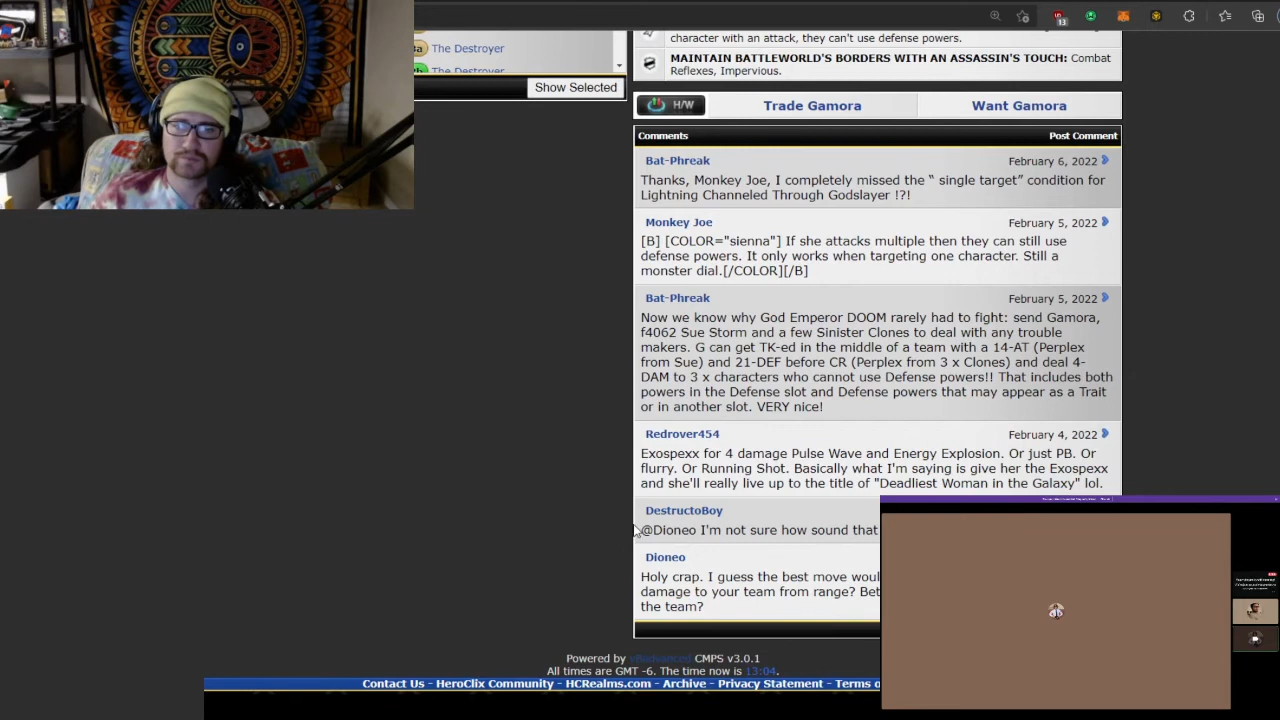 13
character with an attack, they can't use defense powers.
The Destroyer
MAINTAIN BATTLEWORLD'S BORDERS WITH AN ASSASSIN'S TOUCH: Combat
Reflexes, Impervious.
The Destroyer
Show Selected
H/W
Trade Gamora
Want Gamora
Comments
Post Comment
Bat-Phreak
February 6, 2022
Thanks, Monkey Joe, I completely missed the “ single target” condition for
Lightning Channeled Through Godslayer !?!
Monkey Joe
February 5, 2022
[B] [COLOR="sienna"] If she attacks multiple then they can still use
defense powers. It only works when targeting one character. Still a
monster dial.[/COLOR][/B]
Bat-Phreak
February 5, 2022
Now we know why God Emperor DOOM rarely had to fight: send Gamora,
f4062 Sue Storm and a few Sinister Clones to deal with any trouble
makers. G can get TK-ed in the middle of a team with a 14-AT (Perplex
from Sue) and 21-DEF before CR (Perplex from 3 x Clones) and deal 4-
DAM to 3 x characters who cannot use Defense powers!! That includes both
powers in the Defense slot and Defense powers that may appear as a Trait
or in another slot. VERY nice!
Redrover454
February 4, 2022
Exospexx for 4 damage Pulse Wave and Energy Explosion. Or just PB. Or
flurry. Or Running Shot. Basically what I'm saying is give her the Exospexx
and she'll really live up to the title of "Deadliest Woman in the Galaxy" lol.
DestructoBoy
@Dioneo I'm not sure how sound that
Dioneo
Holy crap. I guess the best move woul
damage to your team from range? Bet
the team?
Powered by vBadvanced CMPS v3.0.1
All times are GMT -6. The time now is 13:04.
Contact Us - HeroClix Community - HCRealms.com - Archive - Privacy Statement - Terms o